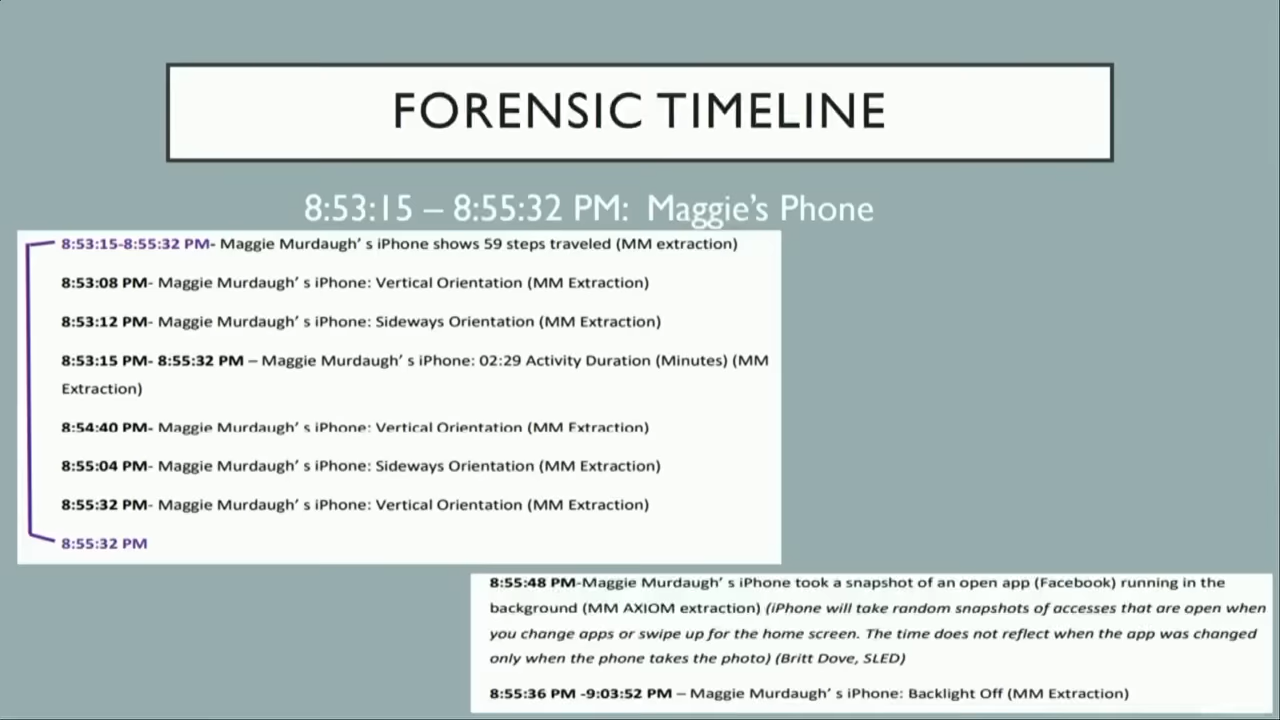 FORENSIC TIMELINE
8:53:15 – 8:55:32 PM: Maggie's Phone
8:53:15-8:55:32 PM- Maggie Murdaugh' s iPhone shows 59 steps traveled (MM extraction)
8:53:08 PM- Maggie Murdaugh' s iPhone: Vertical Orientation (MM Extraction)
8:53:12 PM- Maggie Murdaugh' s iPhone: Sideways Orientation (MM Extraction)
8:53:15 PM- 8:55:32 PM – Maggie Murdaugh' s iPhone: 02:29 Activity Duration (Minutes) (MM
Extraction)
8:54:40 PM- Maggie Murdaugh' s iPhone: Vertical Orientation (MM Extraction)
8:55:04 PM- Maggie Murdaugh' s iPhone: Sideways Orientation (MM Extraction)
8:55:32 PM- Maggie Murdaugh' s iPhone: Vertical Orientation (MM Extraction)
8:55:32 PM
8:55:48 PM-Maggie Murdaugh' s iPhone took a snapshot of an open app (Facebook) running in the
background (MM AXIOM extraction) (iPhone will take random snapshots of accesses that are open when
you change apps or swipe up for the home screen. The time does not reflect when the app was changed
only when the phone takes the photo) (Britt Dove, SLED)
8:55:36 PM -9:03:52 PM – Maggie Murdaugh' s iPhone: Backlight Off (MM Extraction)